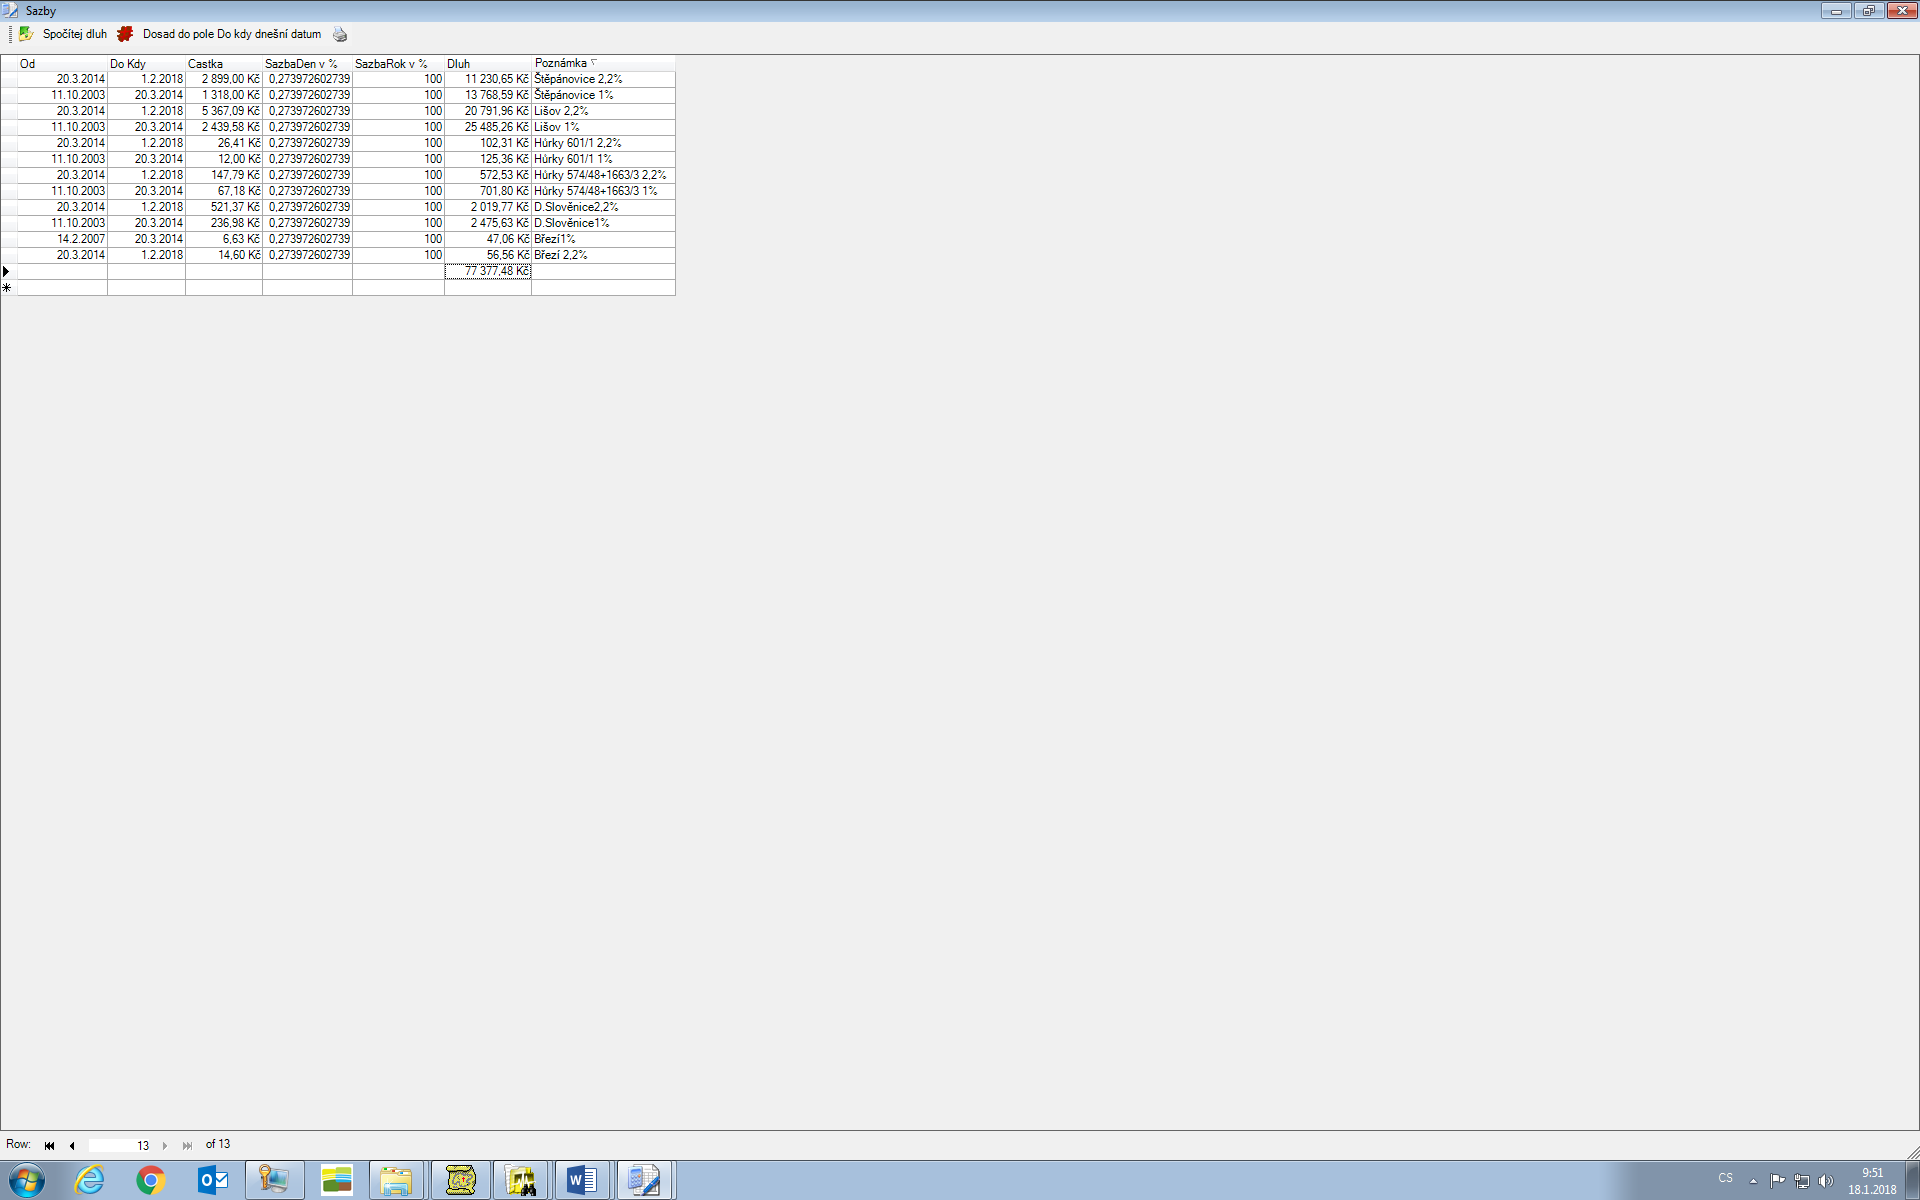 Sazby
Spočítej dluh Dosad do pole Do kdy dnešní datum
Od Do Kdy Castka SazbaDen v % SazbaRok v % Dluh Poznámka
20.3.2014 1.2.2018 2 899,00 Kč 0,273972602739 100 11 230,65 Kč Štěpánovice 2,2%
11.10.2003 20.3.2014 1 318,00 Kč 0,273972602739 100 13 768,59 Kč Štěpánovice 1%
20.3.2014 1.2.2018 5 367,09 Kč 0,273972602739 100 20 791,96 Kč Lišov 2,2%
11.10.2003 20.3.2014 2 439,58 Kč 0,273972602739 100 25 485,26 Kč Lišov 1%
20.3.2014 1.2.2018 26,41 Kč 0,273972602739 100 102,31 Kč Hůrky 601/1 2,2%
11.10.2003 20.3.2014 12,00 Kč 0,273972602739 100 125,36 Kč Hůrky 601/1 1%
20.3.2014 1.2.2018 147,79 Kč 0,273972602739 100 572,53 Kč Hůrky 574/48+1663/3 2,2%
11.10.2003 20.3.2014 67,18 Kč 0,273972602739 100 701,80 Kč Hůrky 574/48+1663/3 1%
20.3.2014 1.2.2018 521,37 Kč 0,273972602739 100 2 019,77 Kč D.Slověnice2,2%
11.10.2003 20.3.2014 236,98 Kč 0,273972602739 100 2 475,63 Kč D.Slověnice1%
14.2.2007 20.3.2014 6,63 Kč 0,273972602739 100 47,06 Kč Březí1%
20.3.2014 1.2.2018 14,60 Kč 0,273972602739 100 56,56 Kč Březí 2,2%
77 377,48 Kč
Row: 13 of 13
CS 9:51
18.1.2018